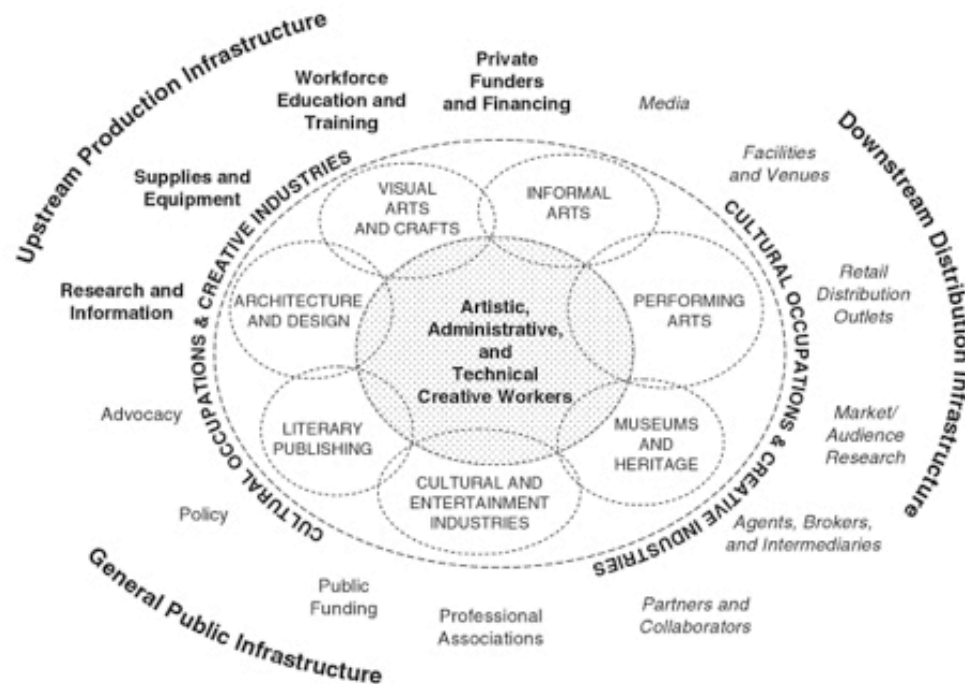 Upstream Production Infrastructure
Workforce
Education and
Training
Private
Funders
and Financing
Media
Supplies and
Equipment
Research and
Information
Facilities
and Venues
Downstream Distribution Infrastructure
Retail
Distribution
Outlets
Market/
Audience
Research
Agents, Brokers,
and Intermediaries
Partners and
Collaborators
Professional
Associations
Public
Funding
Policy
Advocacy
General Public Infrastructure
CULTURAL OCCUPATIONS & CREATIVE INDUSTRIES
CULTURAL OCCUPATIONS & CREATIVE INDUSTRIES
VISUAL
ARTS
AND CRAFTS
INFORMAL
ARTS
ARCHITECTURE
AND DESIGN
PERFORMING
ARTS
Artistic,
Administrative,
and
Technical
Creative Workers
LITERARY
PUBLISHING
MUSEUMS
AND
HERITAGE
CULTURAL AND
ENTERTAINMENT
INDUSTRIES